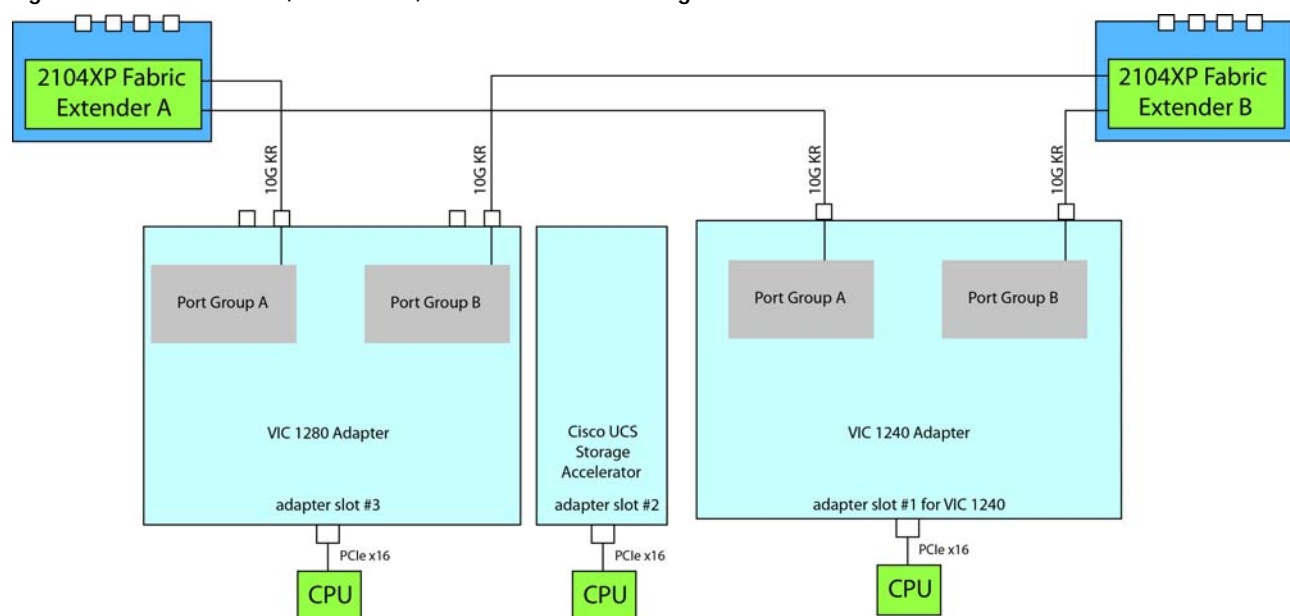 2104XP Fabric
Extender A
2104XP Fabric
Extender B
10G KR
10G KR
10G KR
10G KR
Port Group A
Port Group B
Port Group A
Port Group B
VIC 1280 Adapter
Cisco UCS
Storage
Accelerator
VIC 1240 Adapter
adapter slot #3
adapter slot #2
adapter slot #1 for VIC 1240
PCIe x16
PCIe x16
PCIe x16
CPU
CPU
CPU